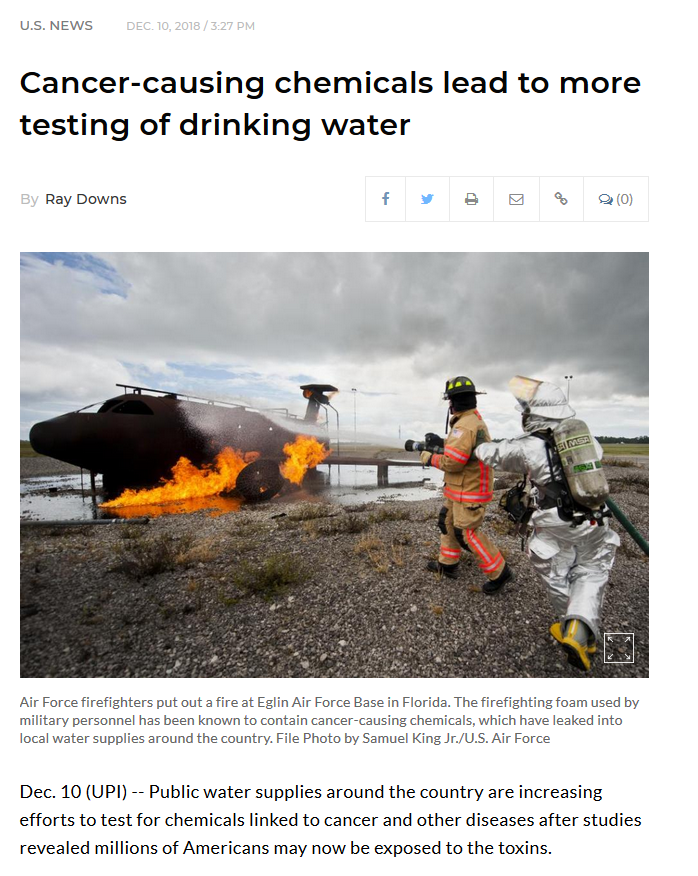 U.S. NEWS DEC. 10, 2018 / 3:27 PM
Cancer-causing chemicals lead to more
testing of drinking water
By Ray Downs
(0)
MSA
Air Force firefighters put out a fire at Eglin Air Force Base in Florida. The firefighting foam used by
military personnel has been known to contain cancer-causing chemicals, which have leaked into
local water supplies around the country. File Photo by Samuel King Jr./U.S. Air Force
Dec. 10 (UPI) -- Public water supplies around the country are increasing
efforts to test for chemicals linked to cancer and other diseases after studies
revealed millions of Americans may now be exposed to the toxins.